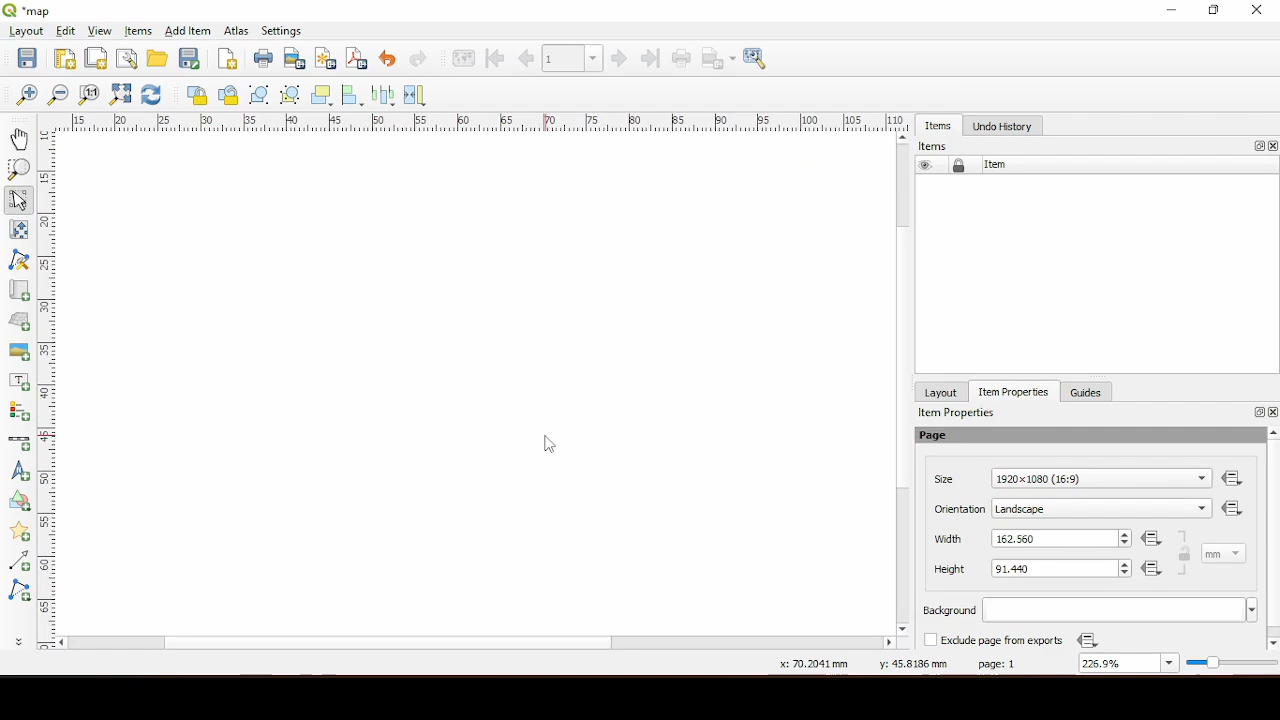 *map
Layout Edit View Items Add Item Atlas Settings
1
15 20 25 30 35 40 45 50 55 60 65 70 75 80 85 90 95 100 105 110
Items Undo History
Items
Item
Layout Item Properties Guides
Item Properties
Page
Size 1920×1080 (16:9)
Orientation Landscape
Width 162.560
mm
Height 91.440
Background
Exclude page from exports
x: 70.2041 mm y: 45.8186 mm page: 1 226.9%